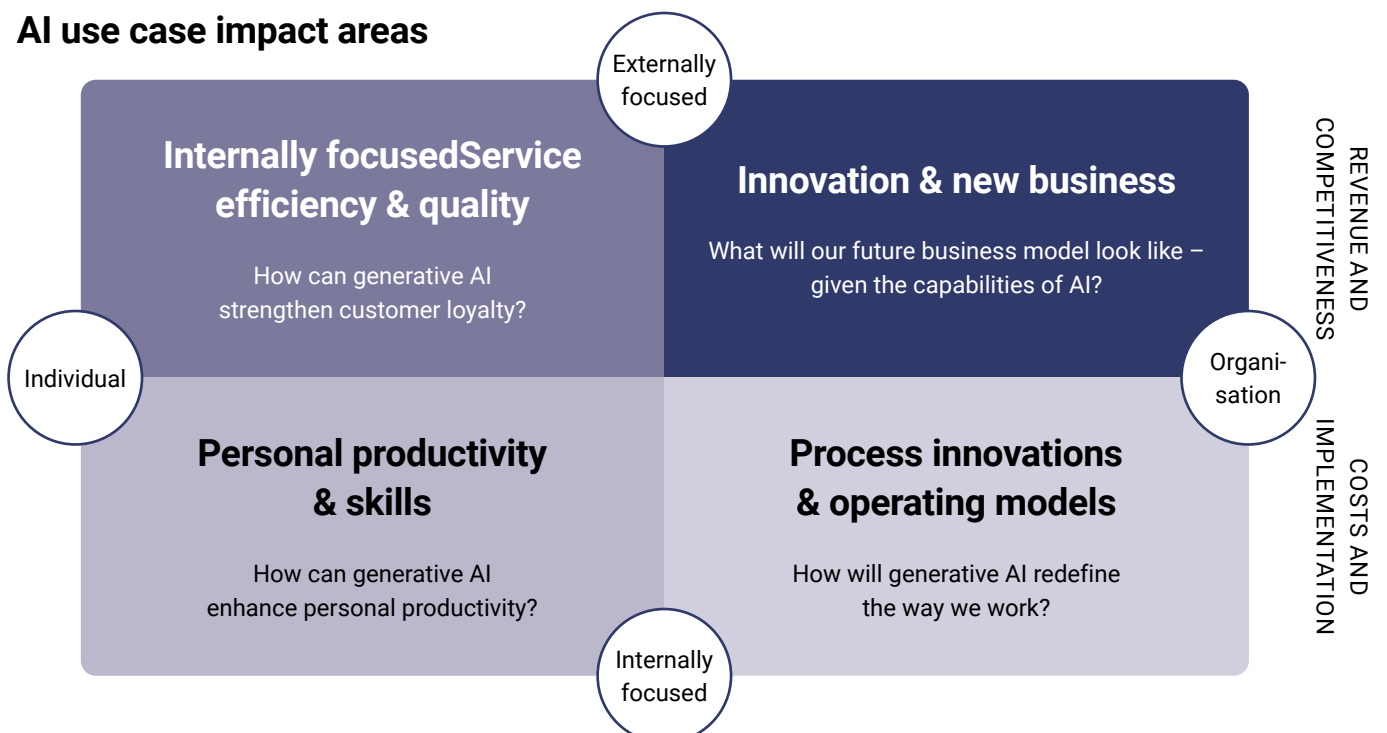 AI use case impact areas
Externally
focused
Internally focusedService
efficiency & quality
How can generative AI
strengthen customer loyalty?
Innovation & new business
What will our future business model look like –
given the capabilities of AI?
REVENUE AND
COMPETITIVENESS
Individual
Organi-
sation
Personal productivity
& skills
How can generative AI
enhance personal productivity?
Process innovations
& operating models
How will generative AI redefine
the way we work?
COSTS AND
IMPLEMENTATION
Internally
focused